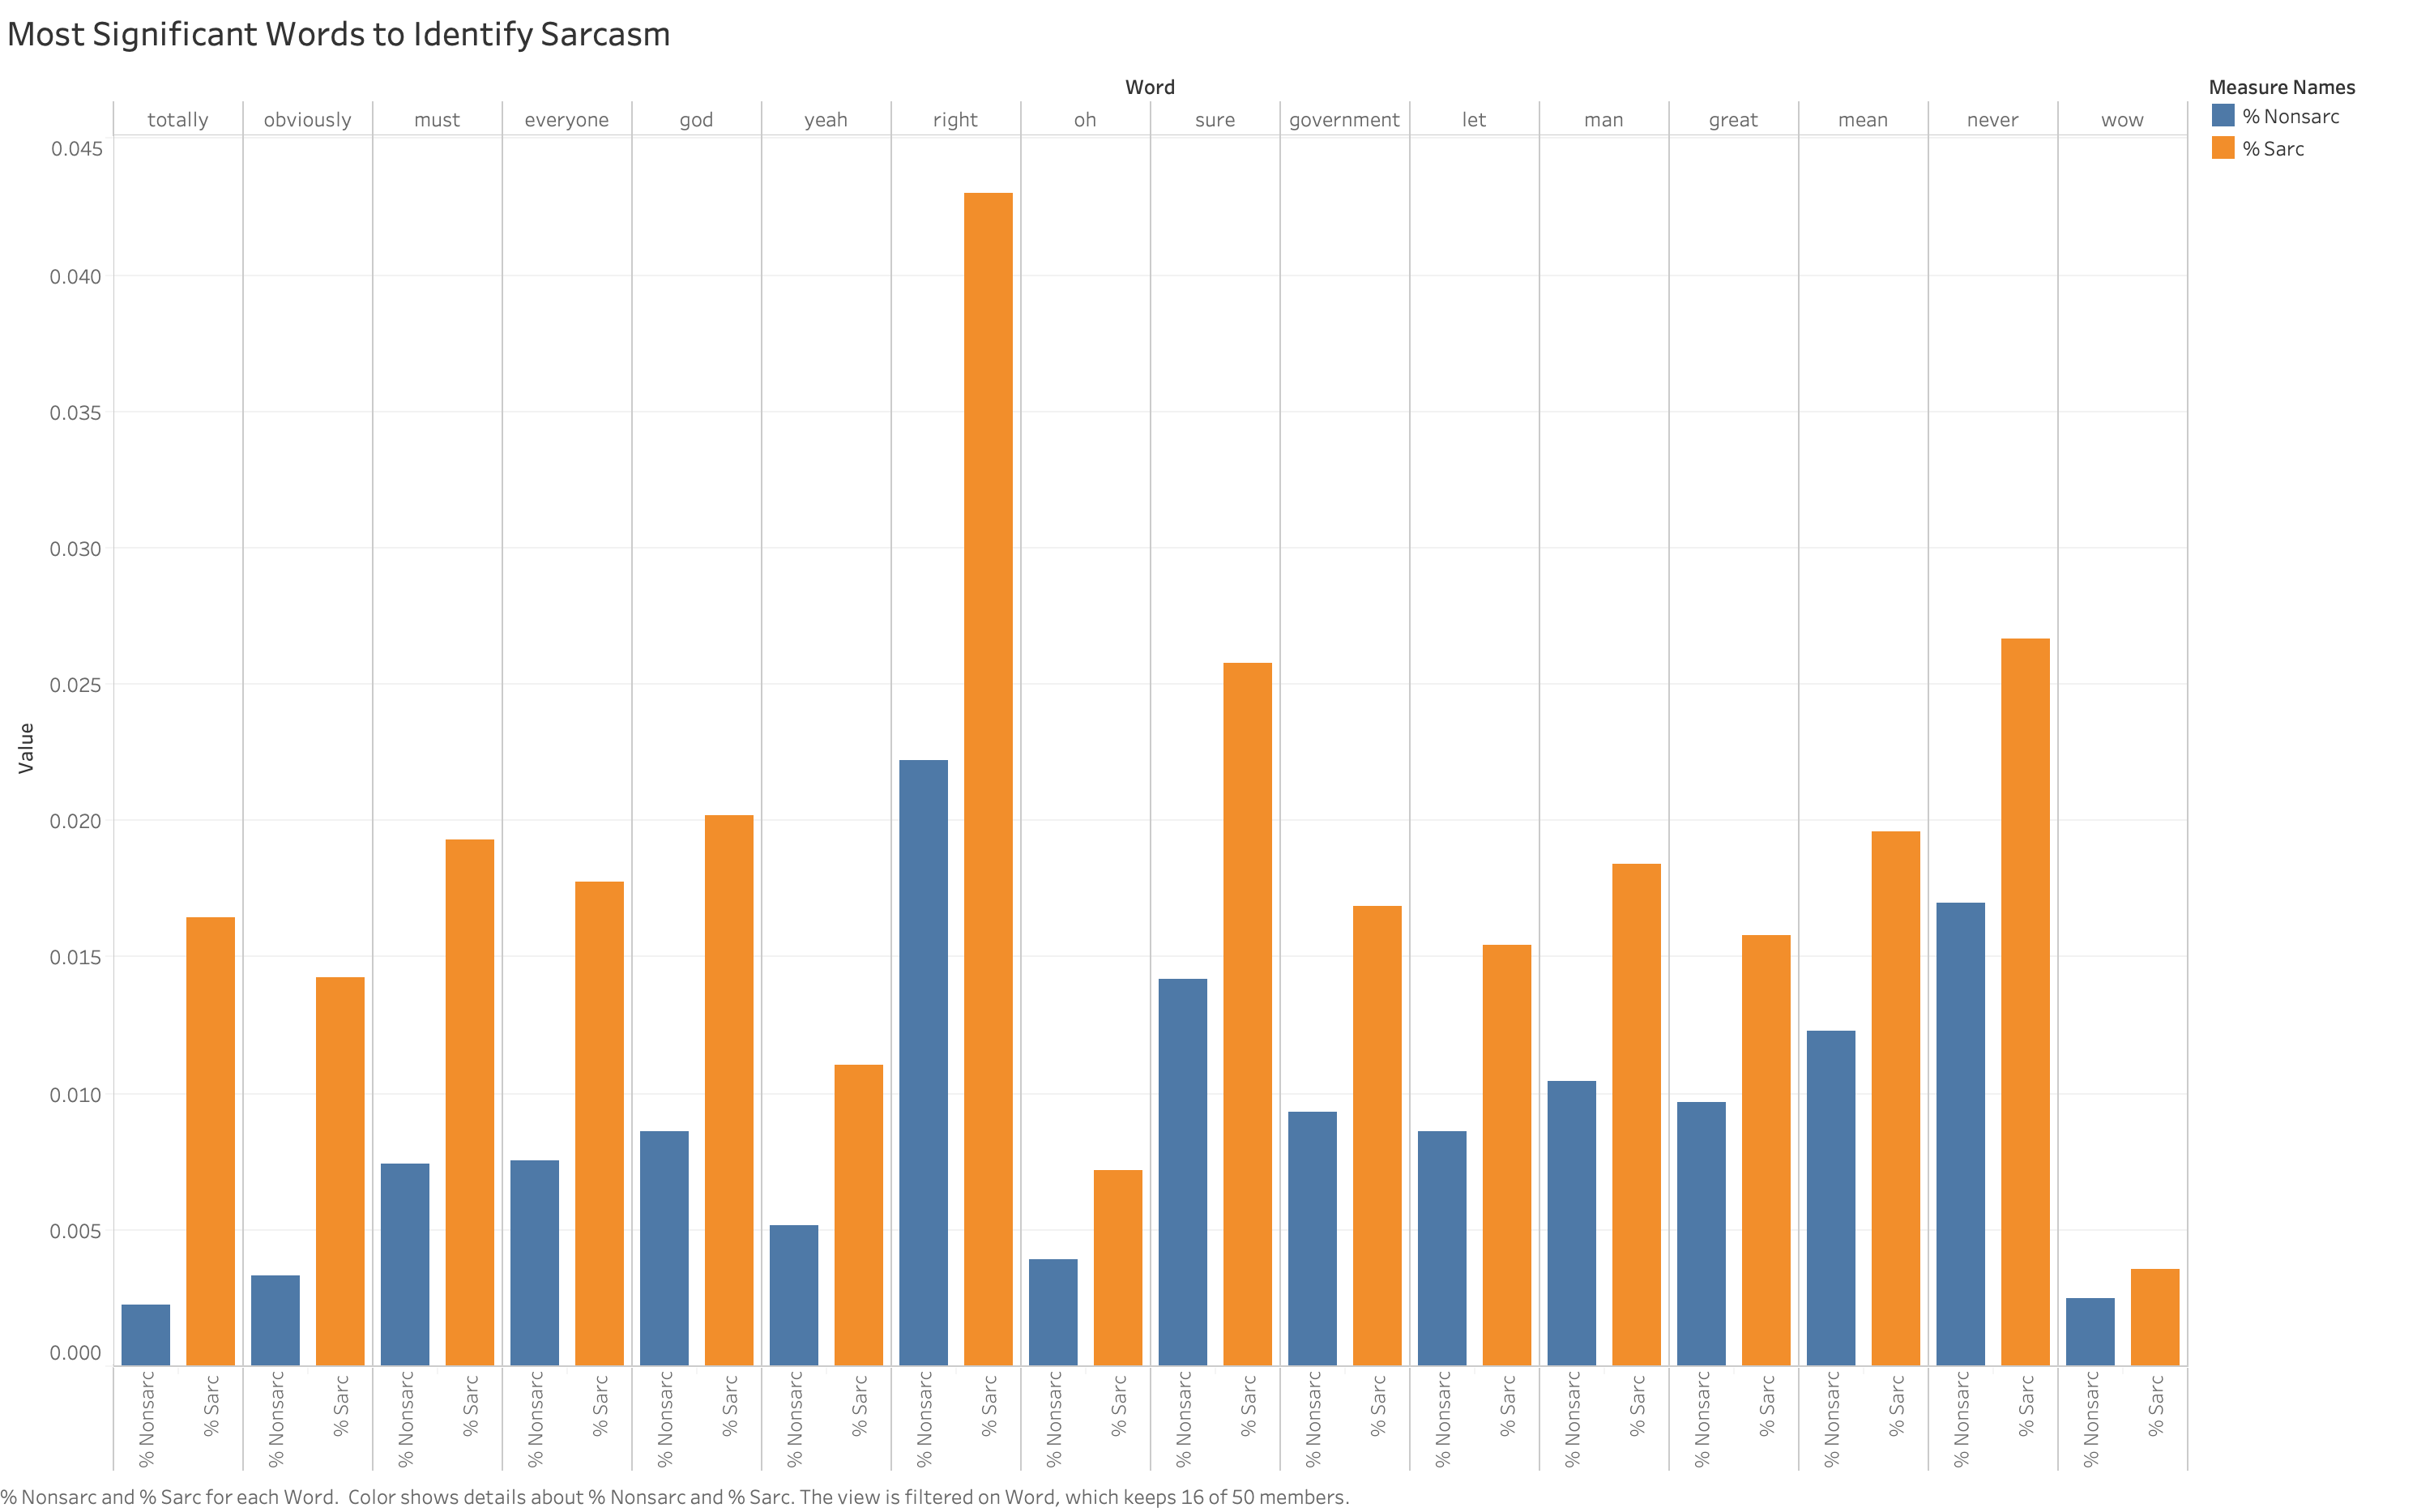 Most Significant Words to Identify Sarcasm
Word
totally obviously must everyone god yeah right oh sure government let man great mean never wow
Measure Names
% Nonsarc
% Sarc
Value
0.045
0.040
0.035
0.030
0.025
0.020
0.015
0.010
0.005
0.000
% Nonsarc % Sarc % Nonsarc % Sarc % Nonsarc % Sarc % Nonsarc % Sarc % Nonsarc % Sarc % Nonsarc % Sarc % Nonsarc % Sarc % Nonsarc % Sarc % Nonsarc % Sarc % Nonsarc % Sarc % Nonsarc % Sarc % Nonsarc % Sarc % Nonsarc % Sarc % Nonsarc % Sarc % Nonsarc % Sarc % Nonsarc % Sarc
% Nonsarc and % Sarc for each Word.  Color shows details about % Nonsarc and % Sarc. The view is filtered on Word, which keeps 16 of 50 members.